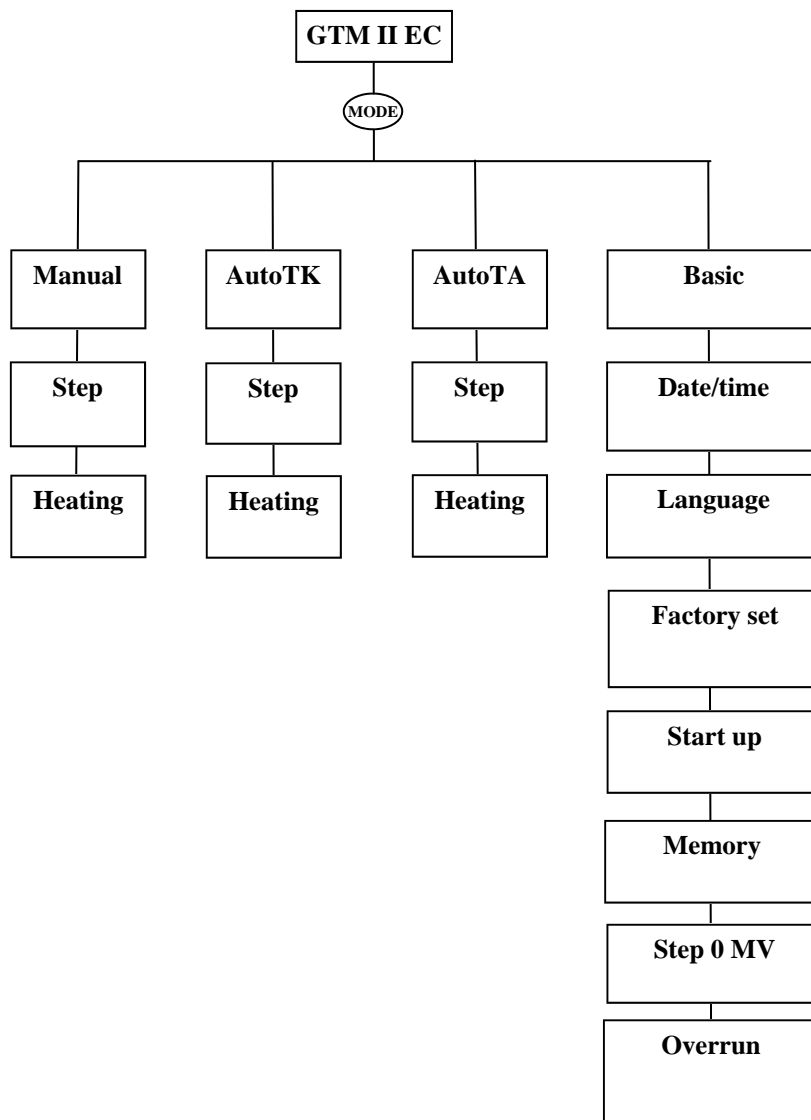 GTM II EC
MODE
Manual
AutoTK
AutoTA
Basic
Step
Step
Step
Date/time
Heating
Heating
Heating
Language
Factory set
Start up
Memory
Step 0 MV
Overrun